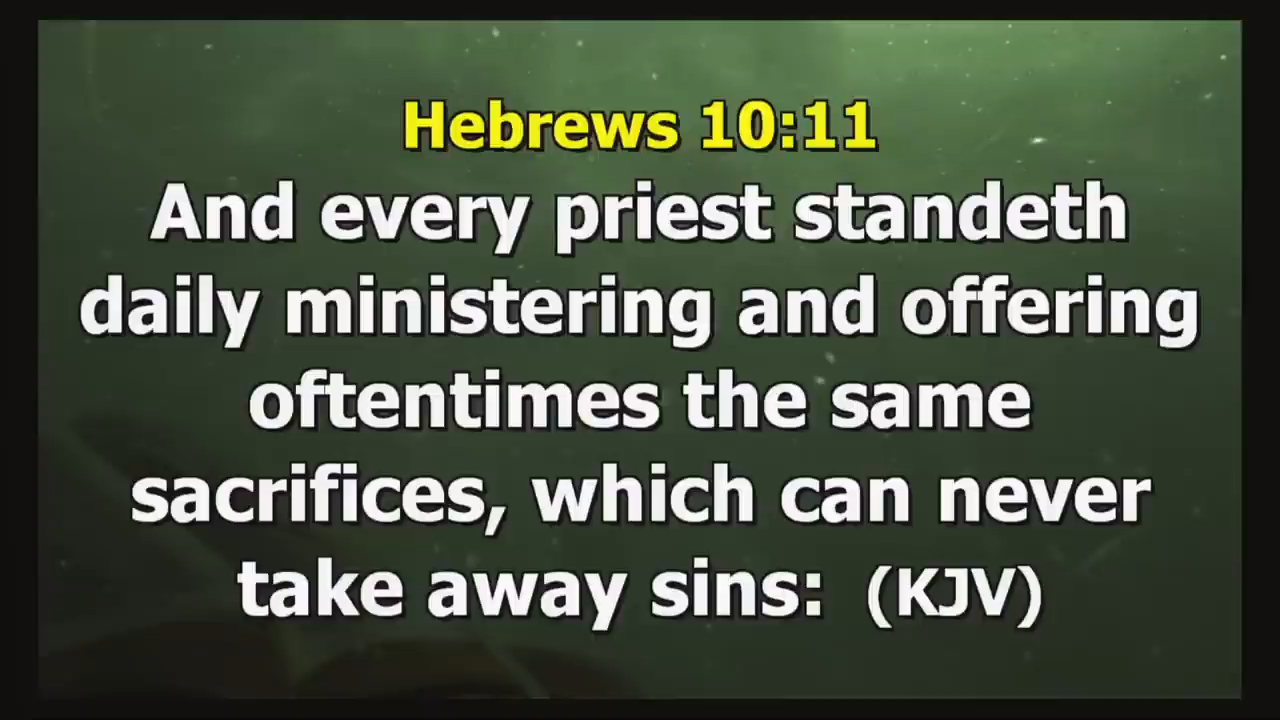 Hebrews 10:11
And every priest standeth
daily ministering and offering
oftentimes the same
sacrifices, which can never
take away sins: (KJV)